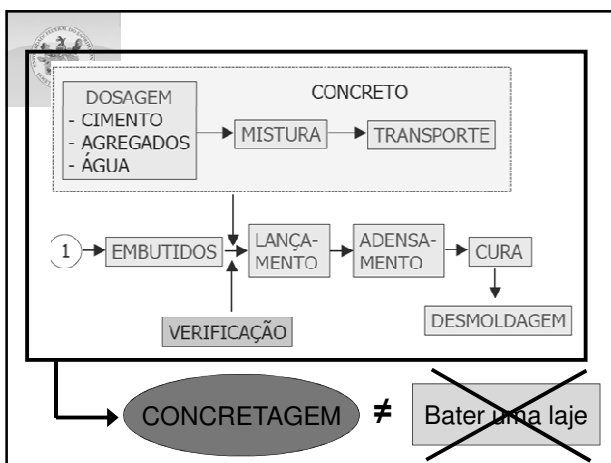 CONCRETO
DOSAGEM
- CIMENTO
- AGREGADOS
- ÁGUA
MISTURA
TRANSPORTE
1
EMBUTIDOS
LANÇA-
MENTO
ADENSA-
MENTO
CURA
VERIFICAÇÃO
DESMOLDAGEM
CONCRETAGEM
≠
Bater uma laje